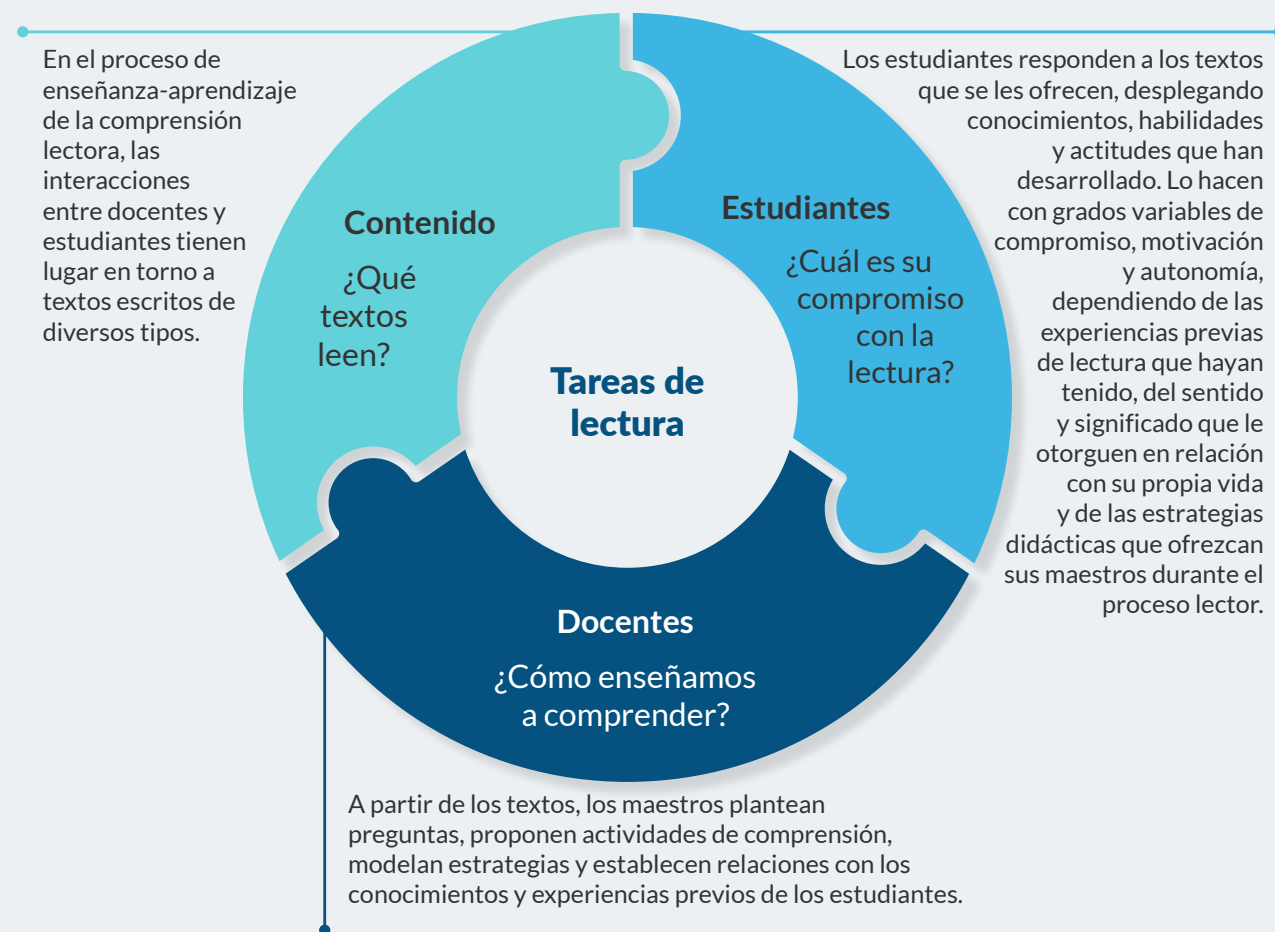 En el proceso de
enseñanza-aprendizaje
de la comprensión
lectora, las
interacciones
entre docentes y
estudiantes tienen
lugar en torno a
textos escritos de
diversos tipos.
Contenido
¿Qué
textos
leen?
Estudiantes
¿Cuál es su
compromiso
con la
lectura?
Los estudiantes responden a los textos
que se les ofrecen, desplegando
conocimientos, habilidades
y actitudes que han
desarrollado. Lo hacen
con grados variables de
compromiso, motivación
y autonomía,
dependiendo de las
experiencias previas
de lectura que hayan
tenido, del sentido
y significado que le
otorguen en relación
con su propia vida
y de las estrategias
didácticas que ofrezcan
sus maestros durante el
proceso lector.
Tareas de
lectura
Docentes
¿Cómo enseñamos
a comprender?
A partir de los textos, los maestros plantean
preguntas, proponen actividades de comprensión,
modelan estrategias y establecen relaciones con los
conocimientos y experiencias previos de los estudiantes.